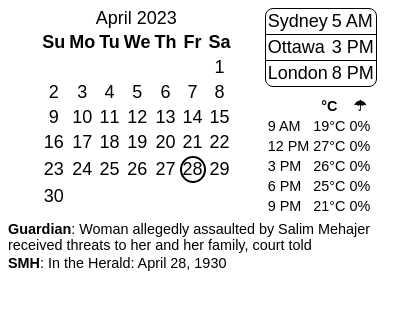 April 2023
Su Mo Tu We Th Fr Sa
1
2 3 4 5 6 7 8
9 10 11 12 13 14 15
16 17 18 19 20 21 22
23 24 25 26 27 28 29
30
Sydney 5 AM
Ottawa 3 PM
London 8 PM
°C ☂
9 AM 19°C 0%
12 PM 27°C 0%
3 PM 26°C 0%
6 PM 25°C 0%
9 PM 21°C 0%
Guardian: Woman allegedly assaulted by Salim Mehajer
received threats to her and her family, court told
SMH: In the Herald: April 28, 1930